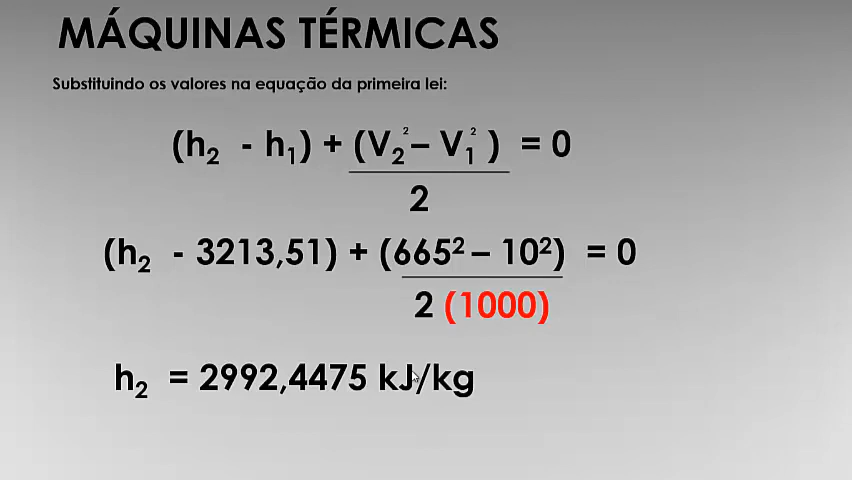 MÁQUINAS TÉRMICAS
Substituindo os valores na equação da primeira lei:
(h₂ - h₁) + (V₂² – V₁²) = 0
2
(h₂ - 3213,51) + (665² – 10²) = 0
2 (1000)
h₂ = 2992,4475 kJ/kg